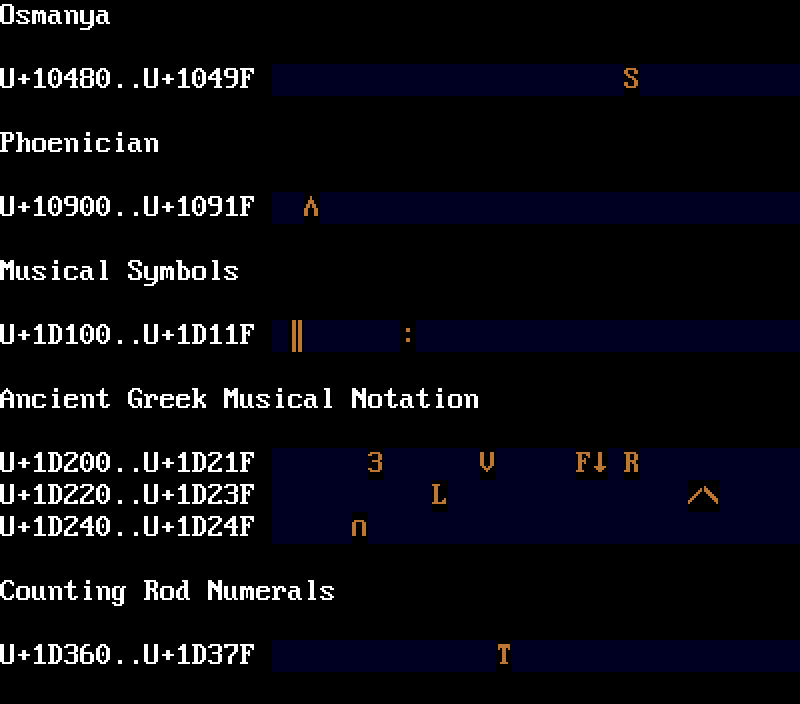 Osmanya
U+10480..U+1049F S
Phoenician
U+10900..U+1091F Λ
Musical Symbols
U+1D100..U+1D11F ‖ :
Ancient Greek Musical Notation
U+1D200..U+1D21F 3 V F↓ R
U+1D220..U+1D23F L ⟋⟍
U+1D240..U+1D24F ∩
Counting Rod Numerals
U+1D360..U+1D37F T